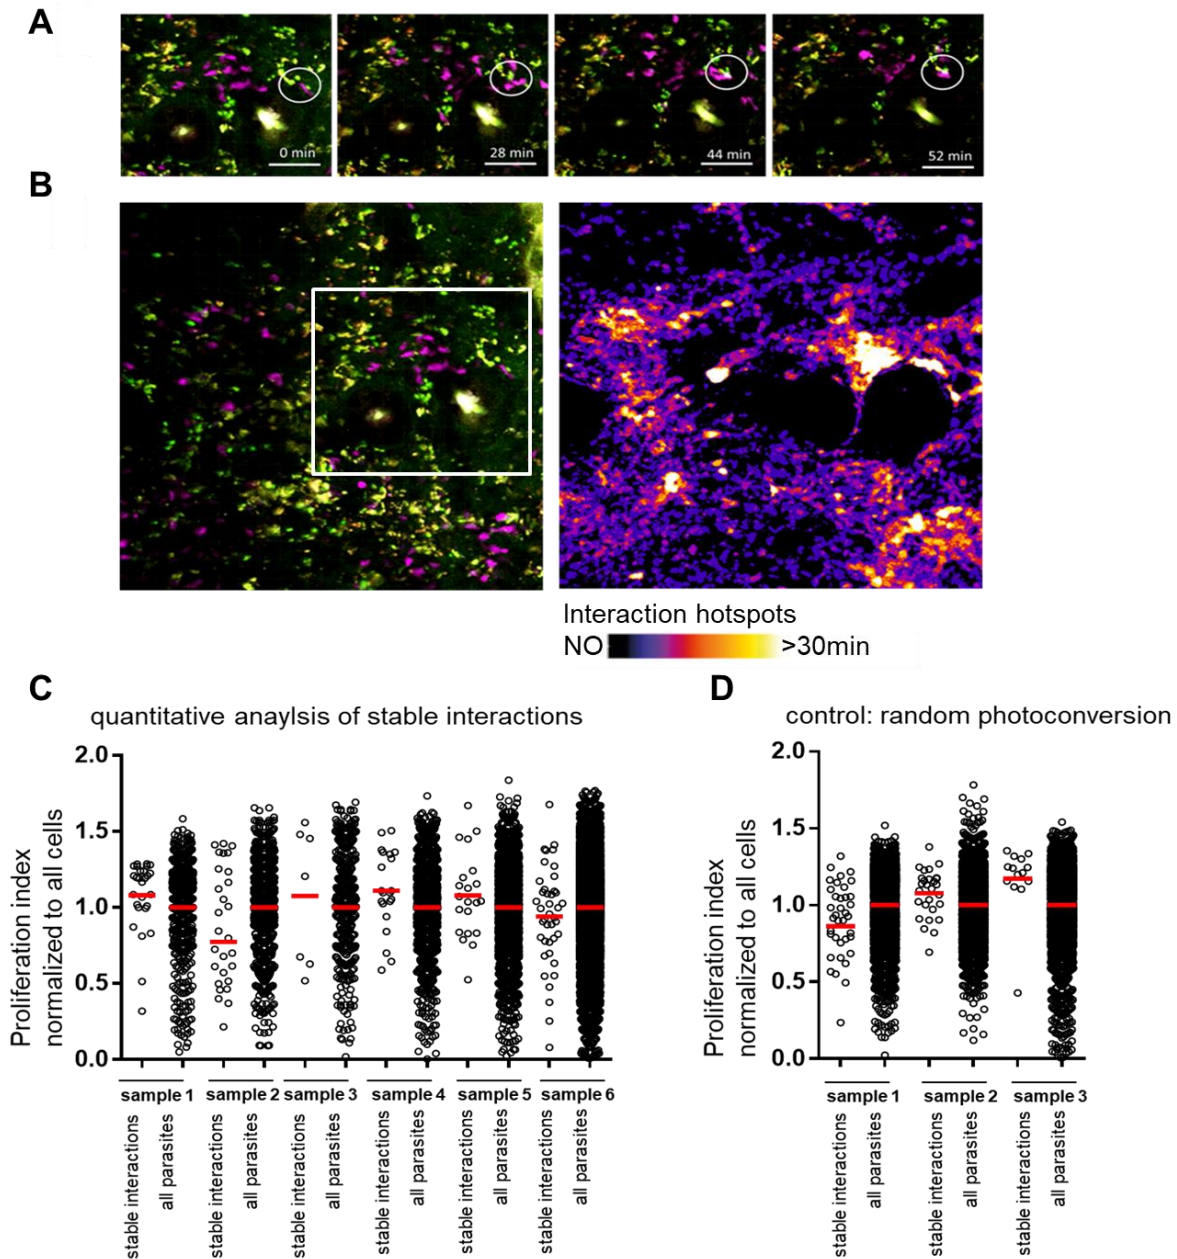 A
0 min
28 min
44 min
52 min
B
Interaction hotspots
NO >30min
C
quantitative anaylsis of stable interactions
Proliferation index
normalized to all cells
2.0
1.5
1.0
0.5
0.0
sample 1 sample 2 sample 3 sample 4 sample 5 sample 6
stable interactions
all parasites
stable interactions
all parasites
stable interactions
all parasites
stable interactions
all parasites
stable interactions
all parasites
stable interactions
all parasites
D
control: random photoconversion
Proliferation index
normalized to all cells
2.0
1.5
1.0
0.5
0.0
sample 1 sample 2 sample 3
stable interactions
all parasites
stable interactions
all parasites
stable interactions
all parasites